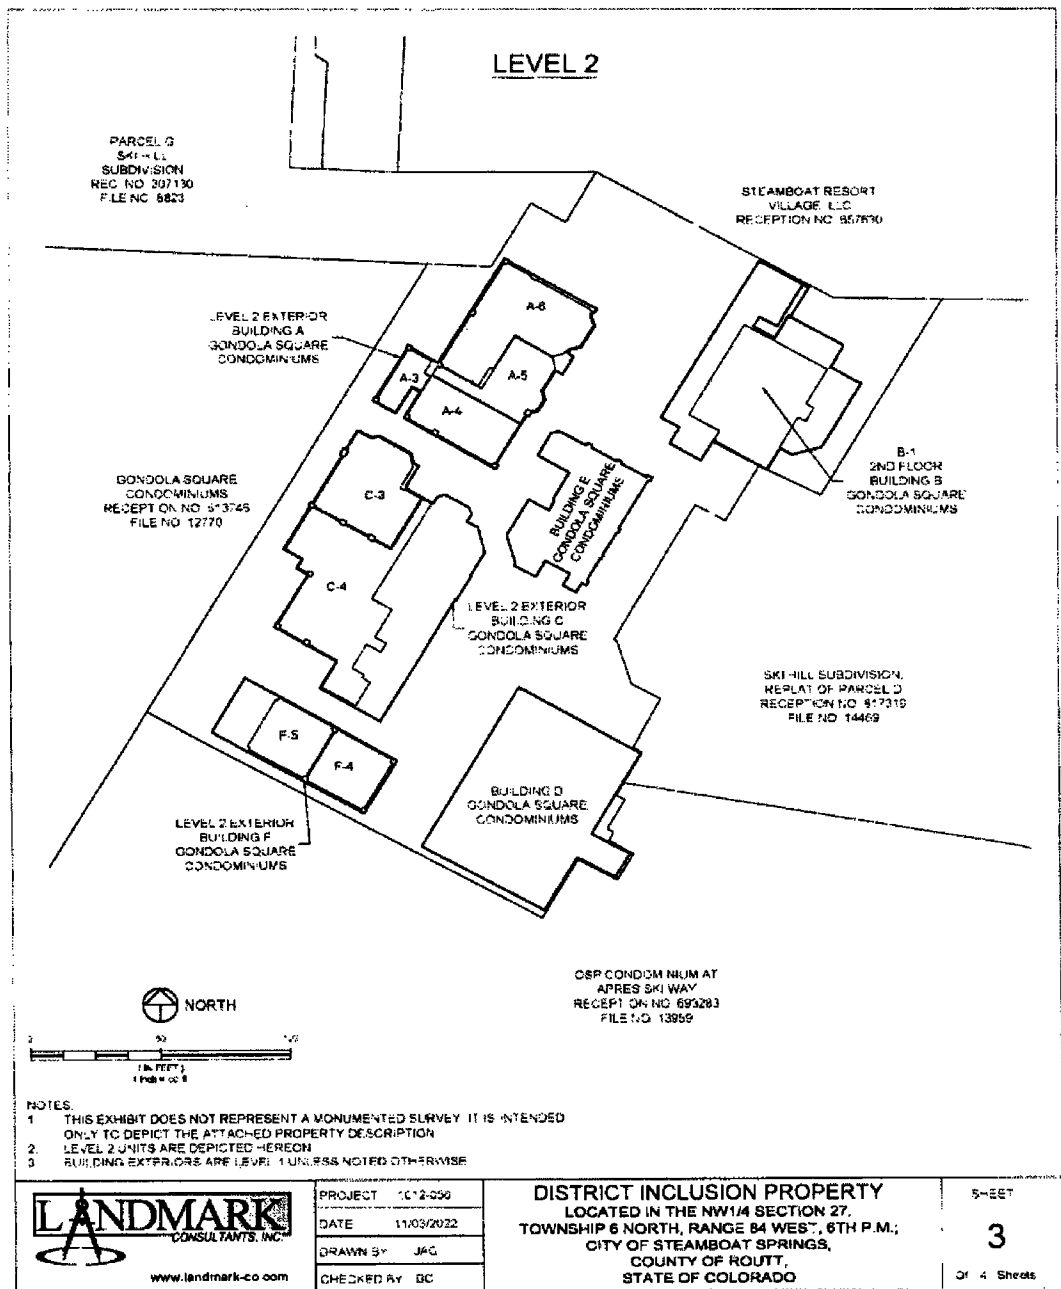 LEVEL 2
PARCEL G
SKI HILL
SUBDIVISION
REC. NO. 207130
FILE NO. 8823
STEAMBOAT RESORT
VILLAGE, LLC
RECEPTION NO.
LEVEL 2 EXTERIOR
BUILDING A
GONDOLA SQUARE
CONDOMINIUMS
A-6
A-3
A-5
A-4
B-1
2ND FLOOR
BUILDING B
GONDOLA SQUARE
CONDOMINIUMS
GONDOLA SQUARE
CONDOMINIUMS
RECEPTION NO.
FILE NO. 12770
C-3
BUILDING E
GONDOLA SQUARE
CONDOMINIUMS
C-4
LEVEL 2 EXTERIOR
BUILDING C
GONDOLA SQUARE
CONDOMINIUMS
SKI HILL SUBDIVISION,
REPLAT OF PARCEL D
RECEPTION NO.
FILE NO. 14469
F-5
F-4
BUILDING D
GONDOLA SQUARE
CONDOMINIUMS
LEVEL 2 EXTERIOR
BUILDING F
GONDOLA SQUARE
CONDOMINIUMS
OSP CONDOMINIUM AT
APRES SKI WAY
RECEPTION NO. 693283
FILE NO. 13959
NORTH
( IN FEET )
NOTES:
1 THIS EXHIBIT DOES NOT REPRESENT A MONUMENTED SURVEY. IT IS INTENDED
ONLY TO DEPICT THE ATTACHED PROPERTY DESCRIPTION
2. LEVEL 2 UNITS ARE DEPICTED HEREON
3 BUILDING EXTERIORS ARE LEVEL 1 UNLESS NOTED OTHERWISE
LANDMARK
CONSULTANTS, INC.
www.landmark-co.com
PROJECT
DATE 11/03/2022
DRAWN BY JAG
CHECKED BY BC
DISTRICT INCLUSION PROPERTY
LOCATED IN THE NW1/4 SECTION 27,
TOWNSHIP 6 NORTH, RANGE 84 WEST, 6TH P.M.;
CITY OF STEAMBOAT SPRINGS,
COUNTY OF ROUTT,
STATE OF COLORADO
SHEET
3
Of 4 Sheets